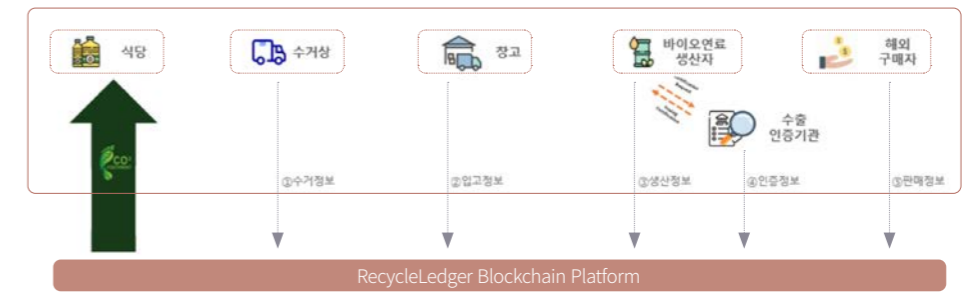 식당
수거상
창고
바이오연료
생산자
해외
구매자
수출
인증기관
CO²
①수거정보
②입고정보
③생산정보
④인증정보
⑤판매정보
RecycleLedger Blockchain Platform